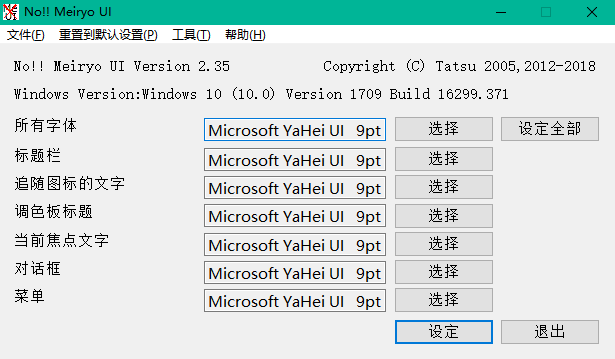 No!! Meiryo UI
文件(F) 重置到默认设置(P) 工具(T) 帮助(H)
No!! Meiryo UI Version 2.35 Copyright (C) Tatsu 2005,2012-2018
Windows Version:Windows 10 (10.0) Version 1709 Build 16299.371
所有字体 Microsoft YaHei UI 9pt 选择 设定全部
标题栏 Microsoft YaHei UI 9pt 选择
追随图标的文字 Microsoft YaHei UI 9pt 选择
调色板标题 Microsoft YaHei UI 9pt 选择
当前焦点文字 Microsoft YaHei UI 9pt 选择
对话框 Microsoft YaHei UI 9pt 选择
菜单 Microsoft YaHei UI 9pt 选择
设定 退出